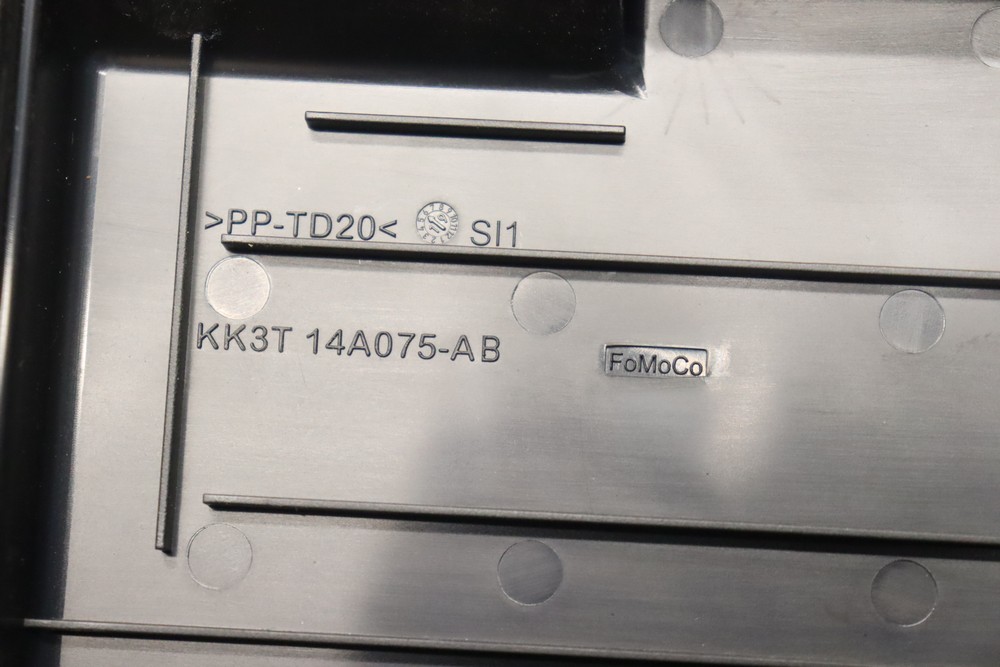 >PP-TD20< SI1
KK3T 14A075-AB
FoMoCo